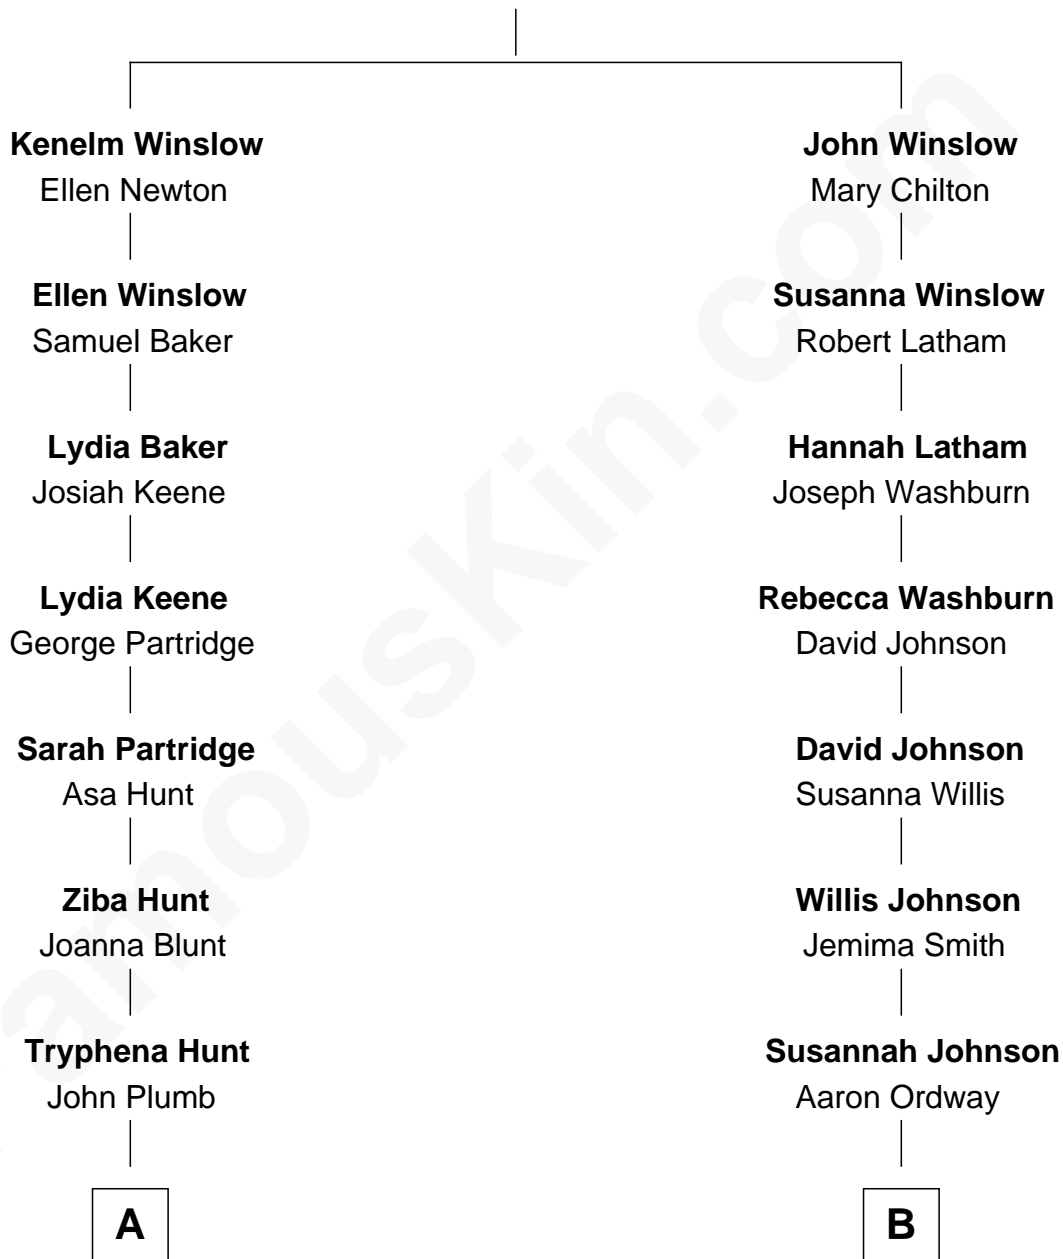 Kenelm Winslow
Ellen Newton
John Winslow
Mary Chilton
Ellen Winslow
Samuel Baker
Susanna Winslow
Robert Latham
Lydia Baker
Josiah Keene
Hannah Latham
Joseph Washburn
Lydia Keene
George Partridge
Rebecca Washburn
David Johnson
Sarah Partridge
Asa Hunt
David Johnson
Susanna Willis
Ziba Hunt
Joanna Blunt
Willis Johnson
Jemima Smith
Tryphena Hunt
John Plumb
Susannah Johnson
Aaron Ordway
A
B
amouskin.com